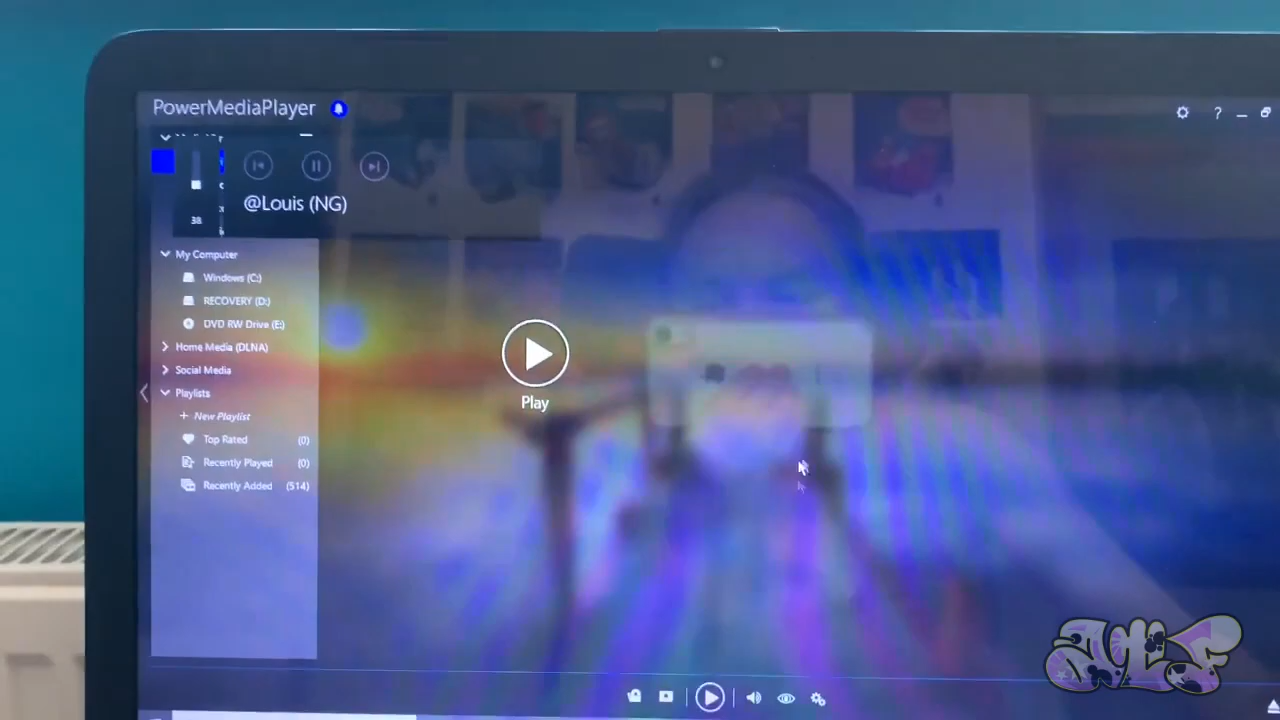 PowerMediaPlayer
?
@Louis (NG)
38
My Computer
Windows (C:)
RECOVERY (D:)
DVD RW Drive (E:)
Home Media (DLNA)
Social Media
Playlists
+ New Playlist
Top Rated (0)
Recently Played (0)
Recently Added (514)
Play